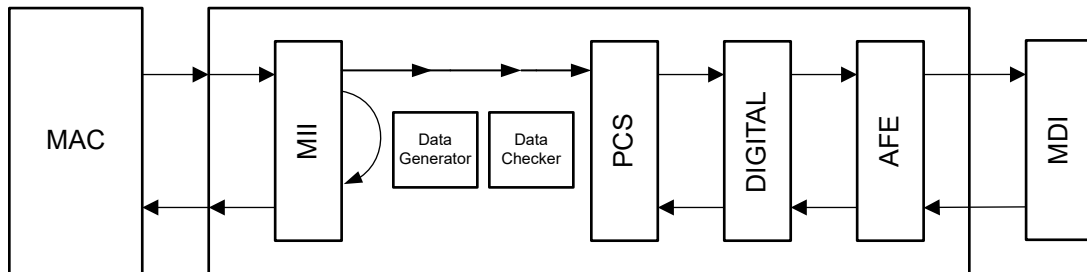 MAC
MII
Data
Generator
Data
Checker
PCS
DIGITAL
AFE
MDI